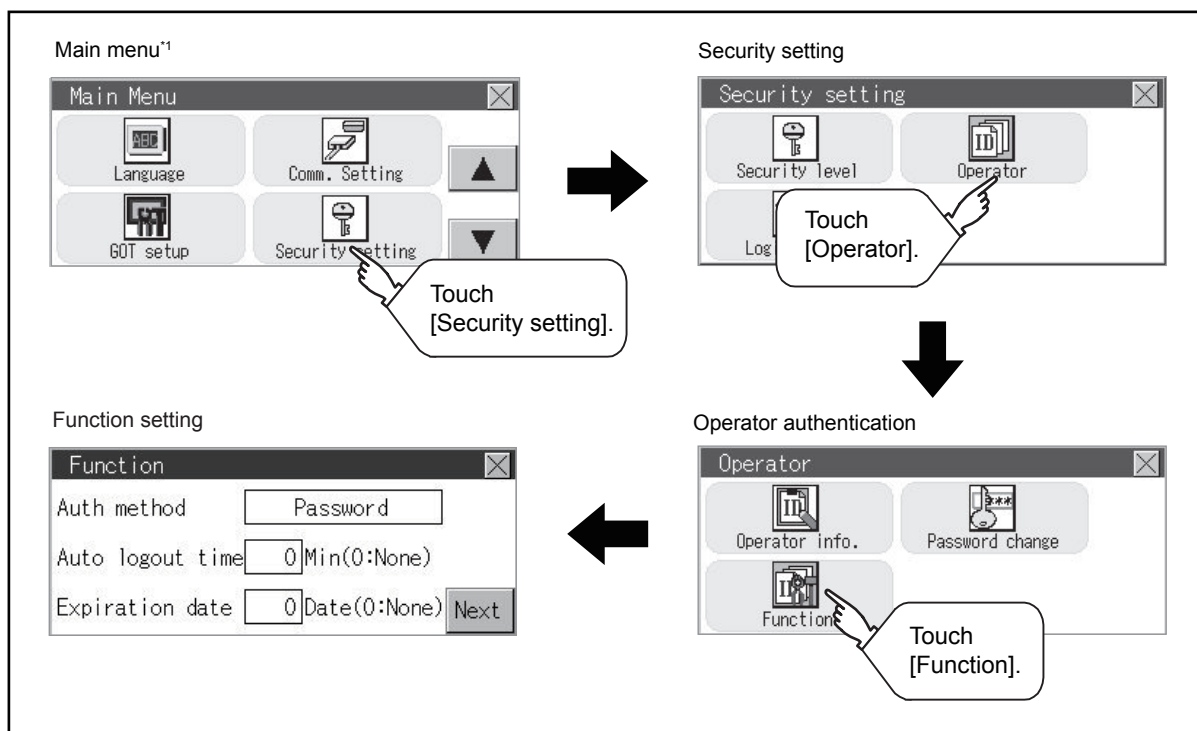 Main menu*1
Main Menu
Language
Comm. Setting
GOT setup
Security setting
Touch
[Security setting].
Security setting
Security setting
Security level
Operator
Log
Touch
[Operator].
Operator authentication
Operator
Operator info.
Password change
Function
Touch
[Function].
Function setting
Function
Auth method Password
Auto logout time 0 Min(0:None)
Expiration date 0 Date(0:None) Next